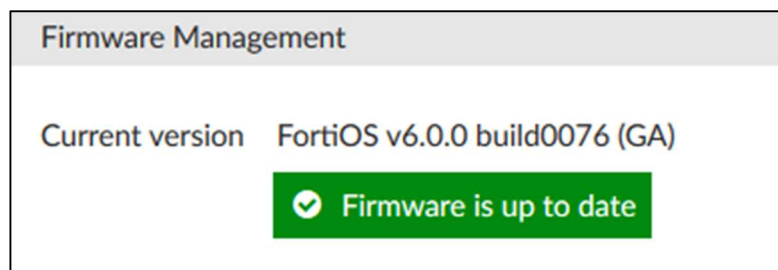 Firmware Management
Current version FortiOS v6.0.0 build0076 (GA)
Firmware is up to date